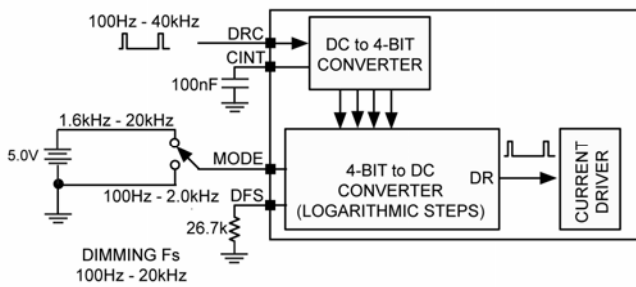 100Hz - 40kHz
DRC
CINT
100nF
DC to 4-BIT
CONVERTER
1.6kHz - 20kHz
5.0V
MODE
100Hz - 2.0kHz
DFS
26.7k
4-BIT to DC
CONVERTER
(LOGARITHMIC STEPS)
DR
CURRENT
DRIVER
DIMMING Fs
100Hz - 20kHz